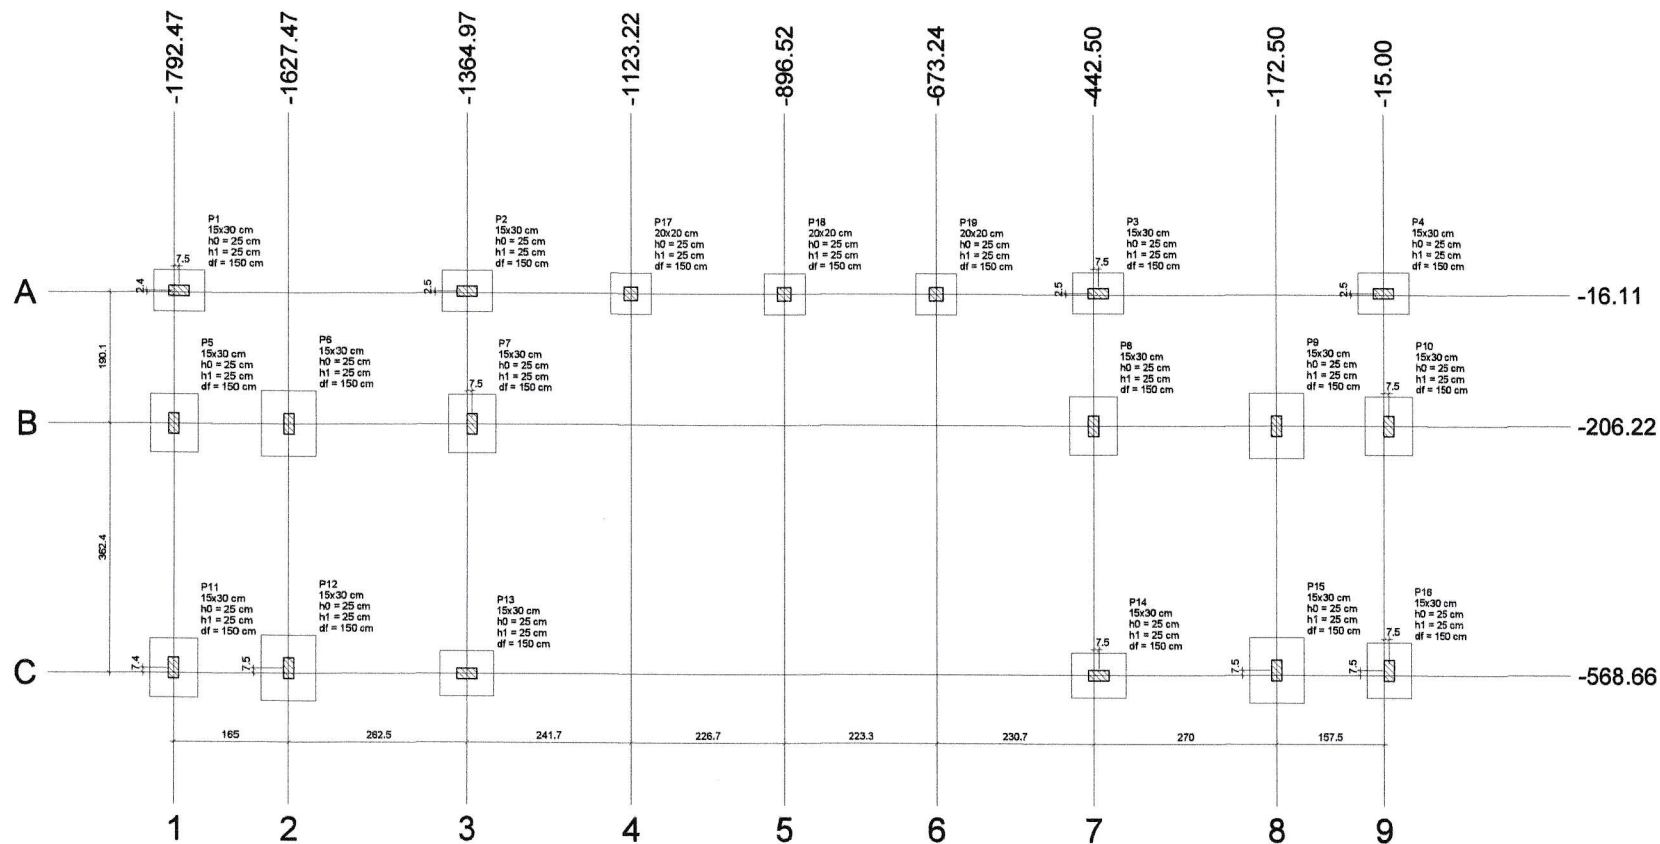 -1792.47
-1627.47
-1364.97
-1123.22
-896.52
-673.24
-442.50
-172.50
-15.00
P1
15x30 cm
h0 = 25 cm
h1 = 25 cm
df = 150 cm
7.5
2.4
P2
15x30 cm
h0 = 25 cm
h1 = 25 cm
df = 150 cm
2.5
P17
20x20 cm
h0 = 25 cm
h1 = 25 cm
df = 150 cm
P18
20x20 cm
h0 = 25 cm
h1 = 25 cm
df = 150 cm
P19
20x20 cm
h0 = 25 cm
h1 = 25 cm
df = 150 cm
P3
15x30 cm
h0 = 25 cm
h1 = 25 cm
df = 150 cm
7.5
2.5
P4
15x30 cm
h0 = 25 cm
h1 = 25 cm
df = 150 cm
2.5
A
-16.11
190.1
P5
15x30 cm
h0 = 25 cm
h1 = 25 cm
df = 150 cm
P6
15x30 cm
h0 = 25 cm
h1 = 25 cm
df = 150 cm
P7
15x30 cm
h0 = 25 cm
h1 = 25 cm
df = 150 cm
7.5
P8
15x30 cm
h0 = 25 cm
h1 = 25 cm
df = 150 cm
P9
15x30 cm
h0 = 25 cm
h1 = 25 cm
df = 150 cm
P10
15x30 cm
h0 = 25 cm
h1 = 25 cm
df = 150 cm
7.5
B
-206.22
362.4
P11
15x30 cm
h0 = 25 cm
h1 = 25 cm
df = 150 cm
7.4
P12
15x30 cm
h0 = 25 cm
h1 = 25 cm
df = 150 cm
7.5
P13
15x30 cm
h0 = 25 cm
h1 = 25 cm
df = 150 cm
P14
15x30 cm
h0 = 25 cm
h1 = 25 cm
df = 150 cm
7.5
P15
15x30 cm
h0 = 25 cm
h1 = 25 cm
df = 150 cm
7.5
P16
15x30 cm
h0 = 25 cm
h1 = 25 cm
df = 150 cm
7.5
7.5
C
-568.66
165
262.5
241.7
226.7
223.3
230.7
270
157.5
1
2
3
4
5
6
7
8
9